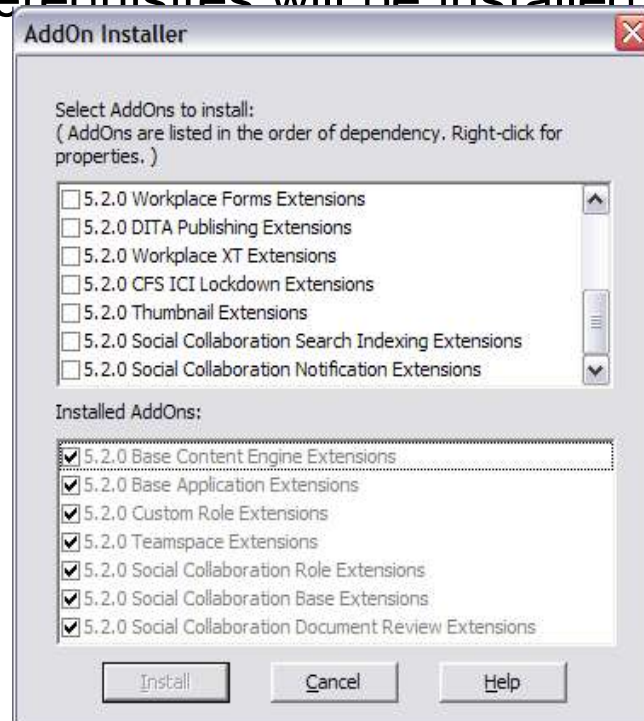 will be installed
AddOn Installer
Select AddOns to install:
( AddOns are listed in the order of dependency. Right-click for
properties. )
5.2.0 Workplace Forms Extensions
5.2.0 DITA Publishing Extensions
5.2.0 Workplace XT Extensions
5.2.0 CFS ICI Lockdown Extensions
5.2.0 Thumbnail Extensions
5.2.0 Social Collaboration Search Indexing Extensions
5.2.0 Social Collaboration Notification Extensions
Installed AddOns:
5.2.0 Base Content Engine Extensions
5.2.0 Base Application Extensions
5.2.0 Custom Role Extensions
5.2.0 Teamspace Extensions
5.2.0 Social Collaboration Role Extensions
5.2.0 Social Collaboration Base Extensions
5.2.0 Social Collaboration Document Review Extensions
Install Cancel Help